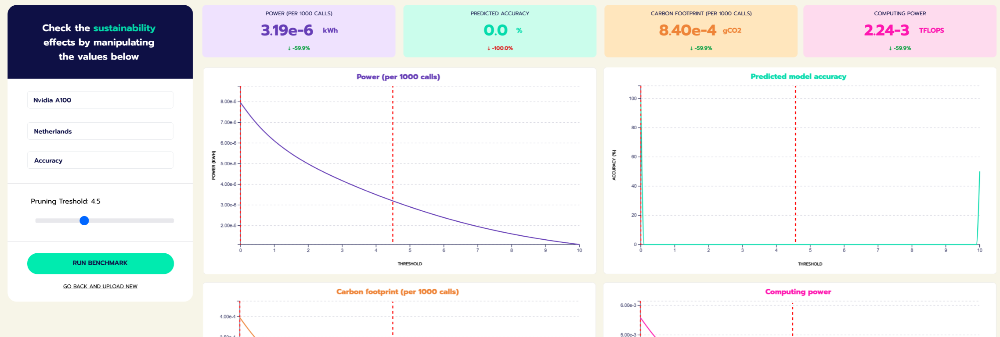 Check the sustainability
effects by manipulating
the values below
Nvidia A100
Netherlands
Accuracy
Pruning Treshold: 4.5
RUN BENCHMARK
GO BACK AND UPLOAD NEW
POWER (PER 1000 CALLS)
3.19e-6 kWh
↓ -59.9%
PREDICTED ACCURACY
0.0 %
↓ -100.0%
CARBON FOOTPRINT (PER 1000 CALLS)
8.40e-4 gCO2
↓ -59.9%
COMPUTING POWER
2.24-3 TFLOPS
↓ -59.9%
Power (per 1000 calls)
POWER (KWH)
8.00e-6
7.00e-6
6.00e-6
5.00e-6
4.00e-6
3.00e-6
2.00e-6
0 1 2 3 4 5 6 7 8 9 10
THRESHOLD
Predicted model accuracy
ACCURACY (%)
100
80
60
40
20
0
0 1 2 3 4 5 6 7 8 9 10
THRESHOLD
Carbon footprint (per 1000 calls)
4.00e-4
Computing power
6.00e-3
5.00e-3